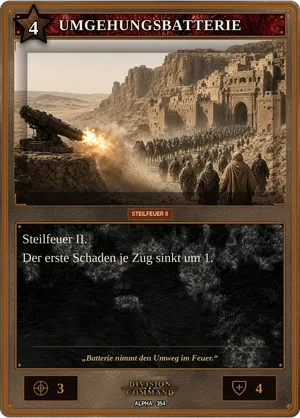 4
UMGEHUNGSBATTERIE
STEILFEUER II
Steilfeuer II.
Der erste Schaden je Zug sinkt um 1.
„Batterie nimmt den Umweg im Feuer.“
3
DIVISION
COMMAND
ALPHA · 354
4